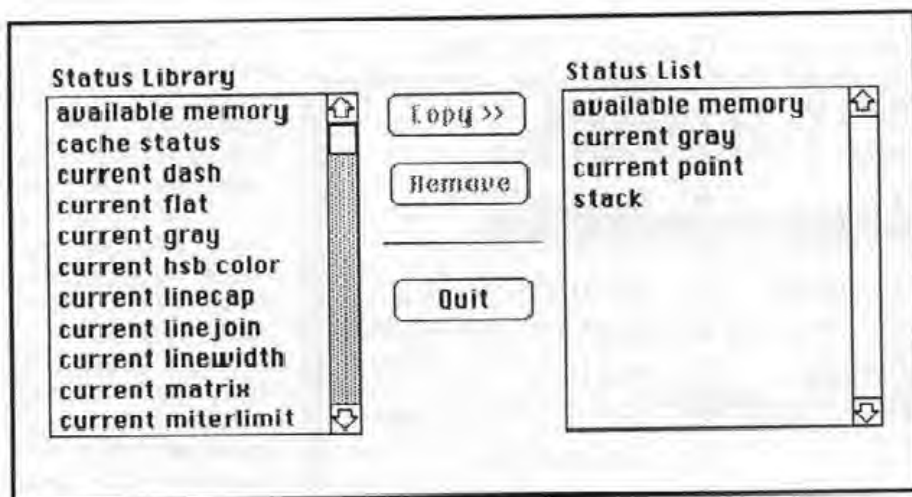 Status Library
available memory
cache status
current dash
current flat
current gray
current hsb color
current linecap
current linejoin
current linewidth
current matrix
current miterlimit
Copy >>
Remove
Quit
Status List
available memory
current gray
current point
stack